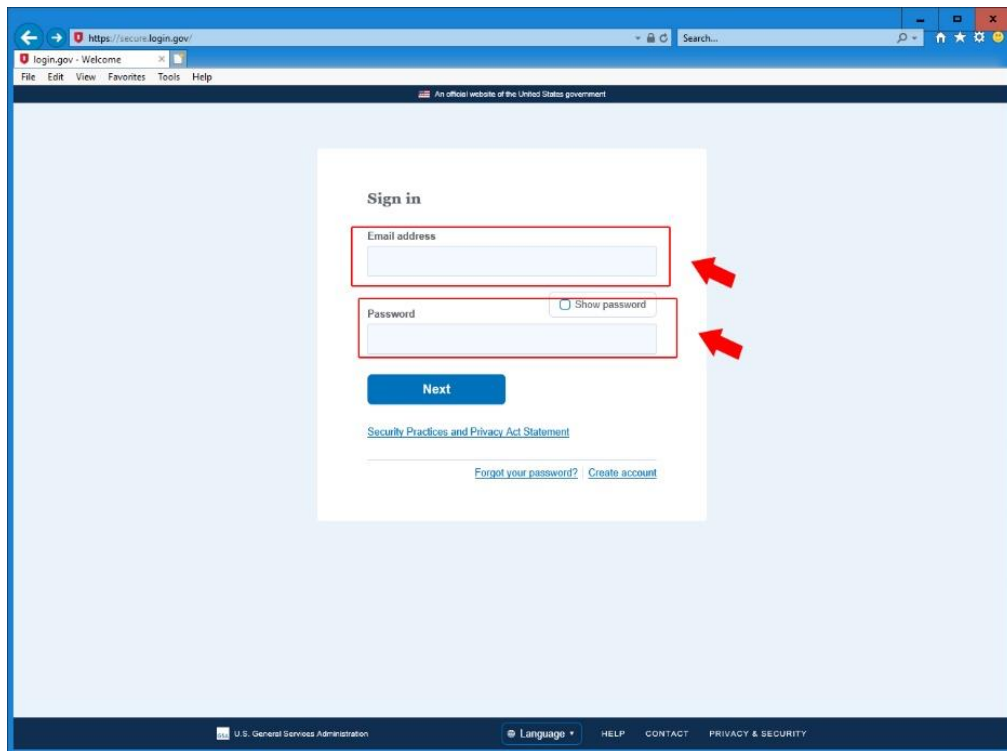 https://secure.login.gov/
Search...
login.gov - Welcome
File Edit View Favorites Tools Help
An official website of the United States government
Sign in
Email address
Show password
Password
Next
Security Practices and Privacy Act Statement
Forgot your password? Create account
GSA U.S. General Services Administration
Language HELP CONTACT PRIVACY & SECURITY